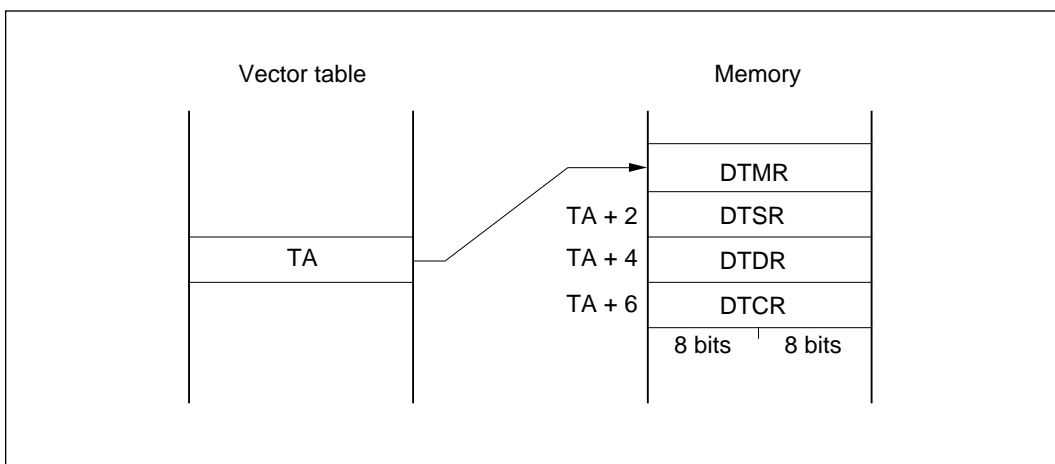 Vector table
Memory
DTMR
TA + 2 DTSR
TA TA + 4 DTDR
TA + 6 DTCR
8 bits 8 bits